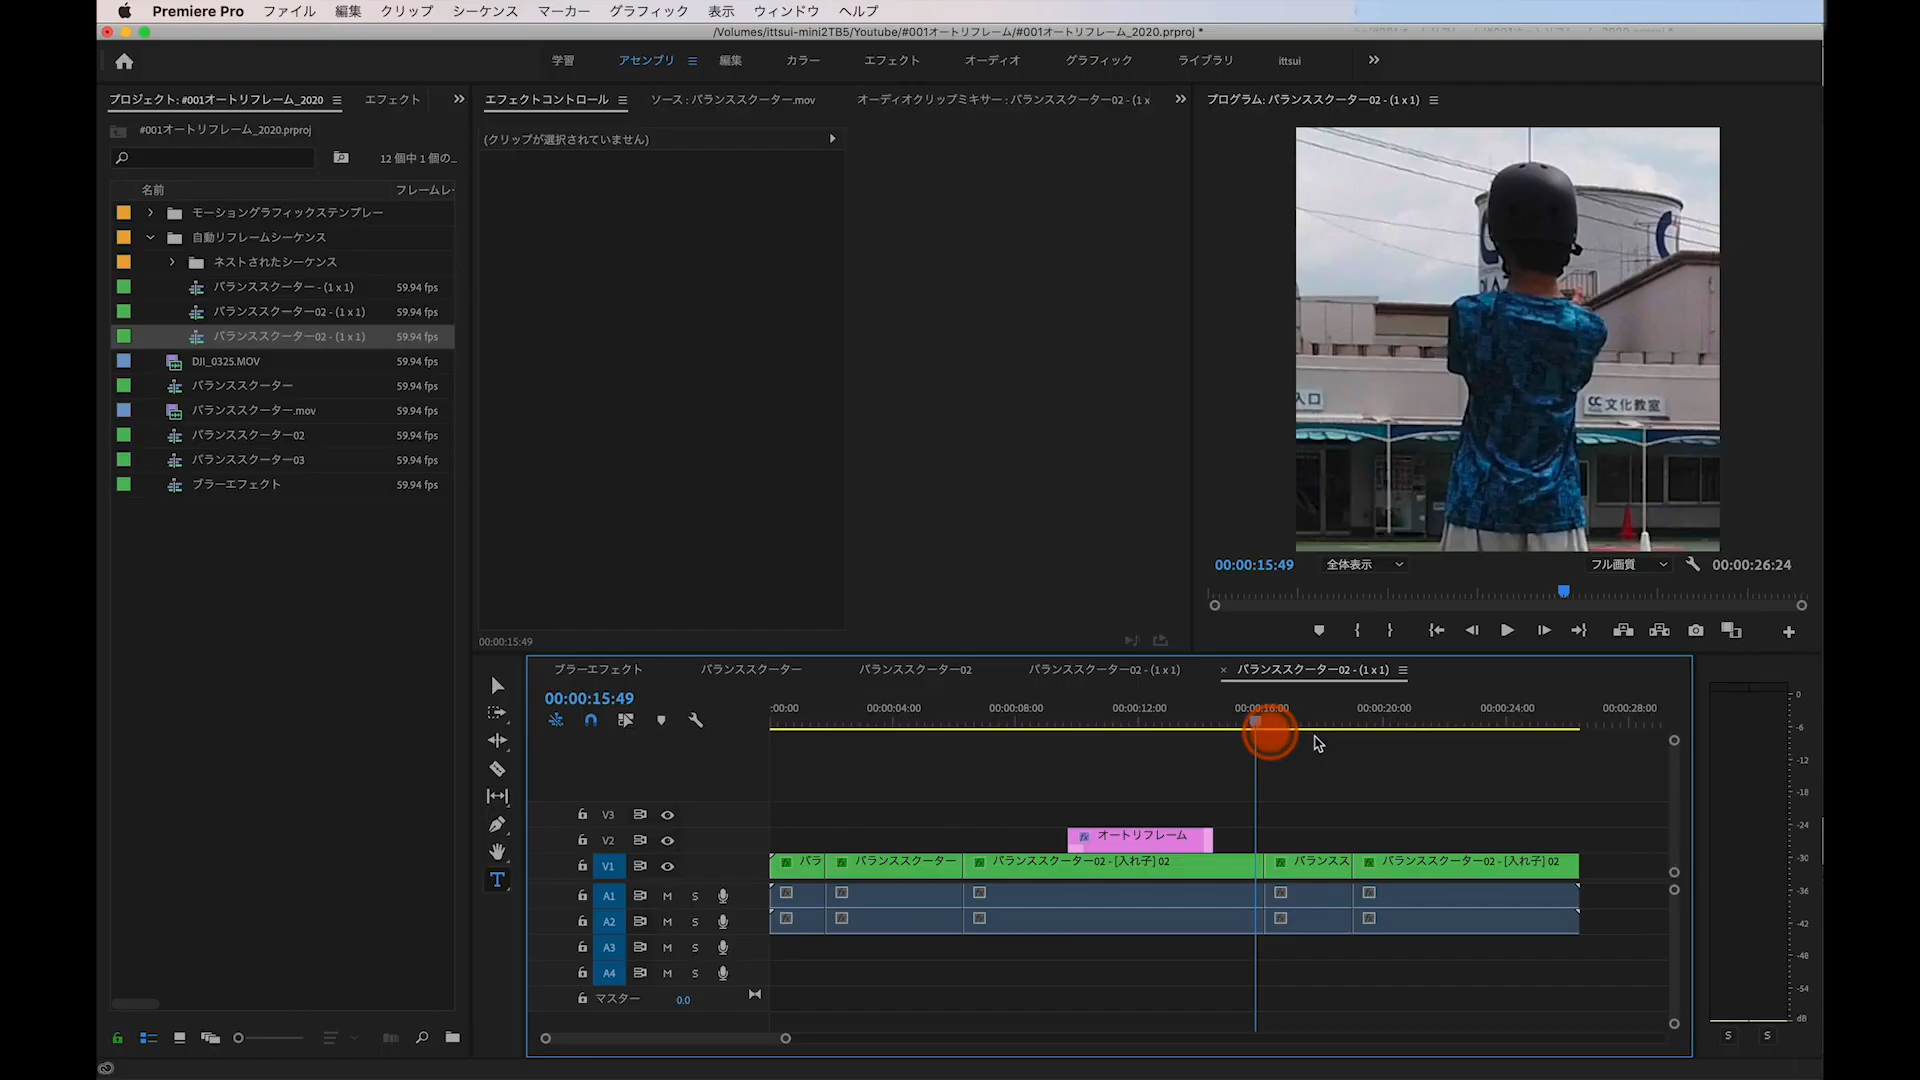 Premiere Pro ファイル 編集 クリップ シーケンス マーカー グラフィック 表示 ウィンドウ ヘルプ
/Volumes/ittsui-mini2TB5/Youtube/#001オートリフレーム/#001オートリフレーム_2020.prproj *
学習 アセンブリ 編集 カラー エフェクト オーディオ グラフィック ライブラリ ittsui
プロジェクト: #001オートリフレーム_2020 エフェクト
エフェクトコントロール ソース : バランススクーター.mov オーディオクリップミキサー : バランススクーター02 - (1 x
プログラム: バランススクーター02 - (1 x 1)
#001オートリフレーム_2020.prproj
(クリップが選択されていません)
12 個中 1 個の...
名前 フレームレ
モーショングラフィックステンプレー
自動リフレームシーケンス
ネストされたシーケンス
バランススクーター - (1 x 1) 59.94 fps
バランススクーター02 - (1 x 1) 59.94 fps
バランススクーター02 - (1 x 1) 59.94 fps
DJI_0325.MOV 59.94 fps
バランススクーター 59.94 fps
バランススクーター.mov 59.94 fps
バランススクーター02 59.94 fps
バランススクーター03 59.94 fps
ブラーエフェクト 59.94 fps
入口
CC文化教室
00:00:15:49 全体表示 フル画質 00:00:26:24
00:00:15:49
ブラーエフェクト バランススクーター バランススクーター02 バランススクーター02 - (1 x 1) × バランススクーター02 - (1 x 1)
00:00:15:49
:00:00 00:00:04:00 00:00:08:00 00:00:12:00 00:00:16:00 00:00:20:00 00:00:24:00 00:00:28:00
V3
V2 オートリフレーム
V1 バラ バランススクーター バランススクーター02 - [入れ子] 02 バランスス バランススクーター02 - [入れ子] 02
A1 M S
A2 M S
A3 M S
A4 M S
マスター 0.0
0
-6
-12
-18
-24
-30
-36
-42
-48
-54
dB
S S